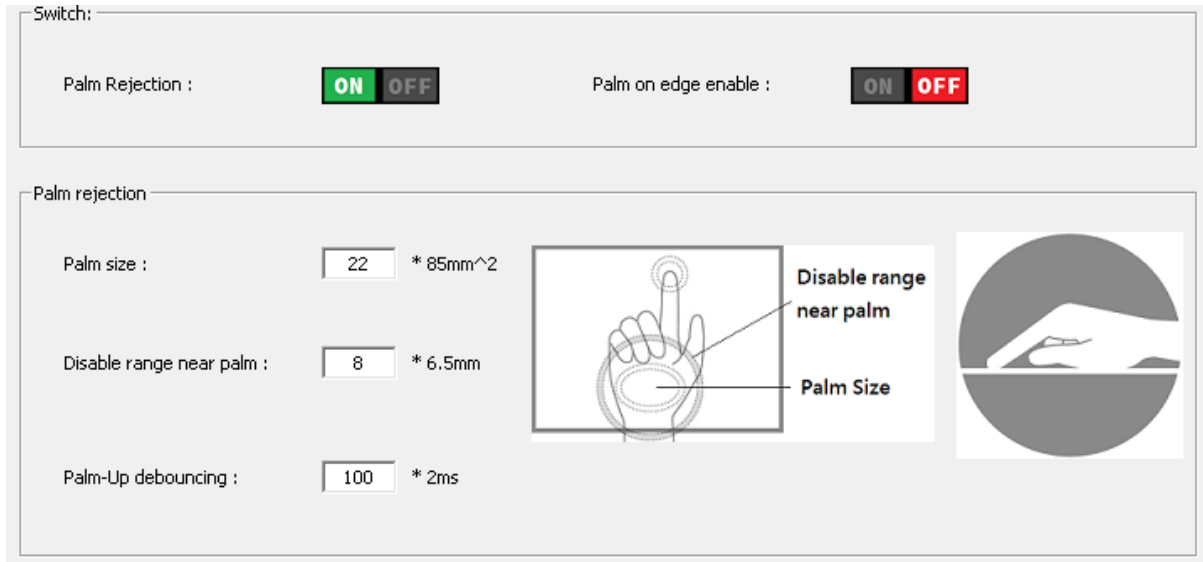 Switch:
Palm Rejection : ON OFF Palm on edge enable : ON OFF
Palm rejection
Palm size : 22 * 85mm^2
Disable range
near palm
Disable range near palm : 8 * 6.5mm
Palm Size
Palm-Up debouncing : 100 * 2ms